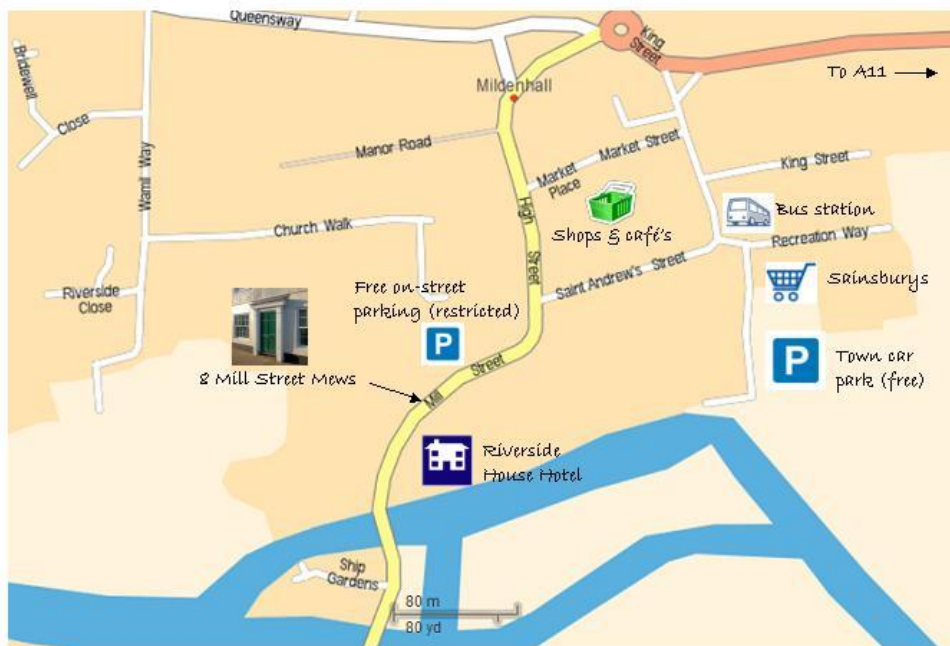 Queensway
King
Street
Bridewell
Close
To A11
Mildenhall
Wamil Way
Manor Road
Market Street
Market
Place
King Street
High
Street
Shops & café's
Bus station
Recreation Way
Church Walk
Saint Andrew's Street
Riverside
Close
Free on-street
parking (restricted)
P
Sainsburys
8 Mill Street Mews
Mill
Street
P
Town car
park (free)
Riverside
House Hotel
Ship
Gardens
80 m
80 yd